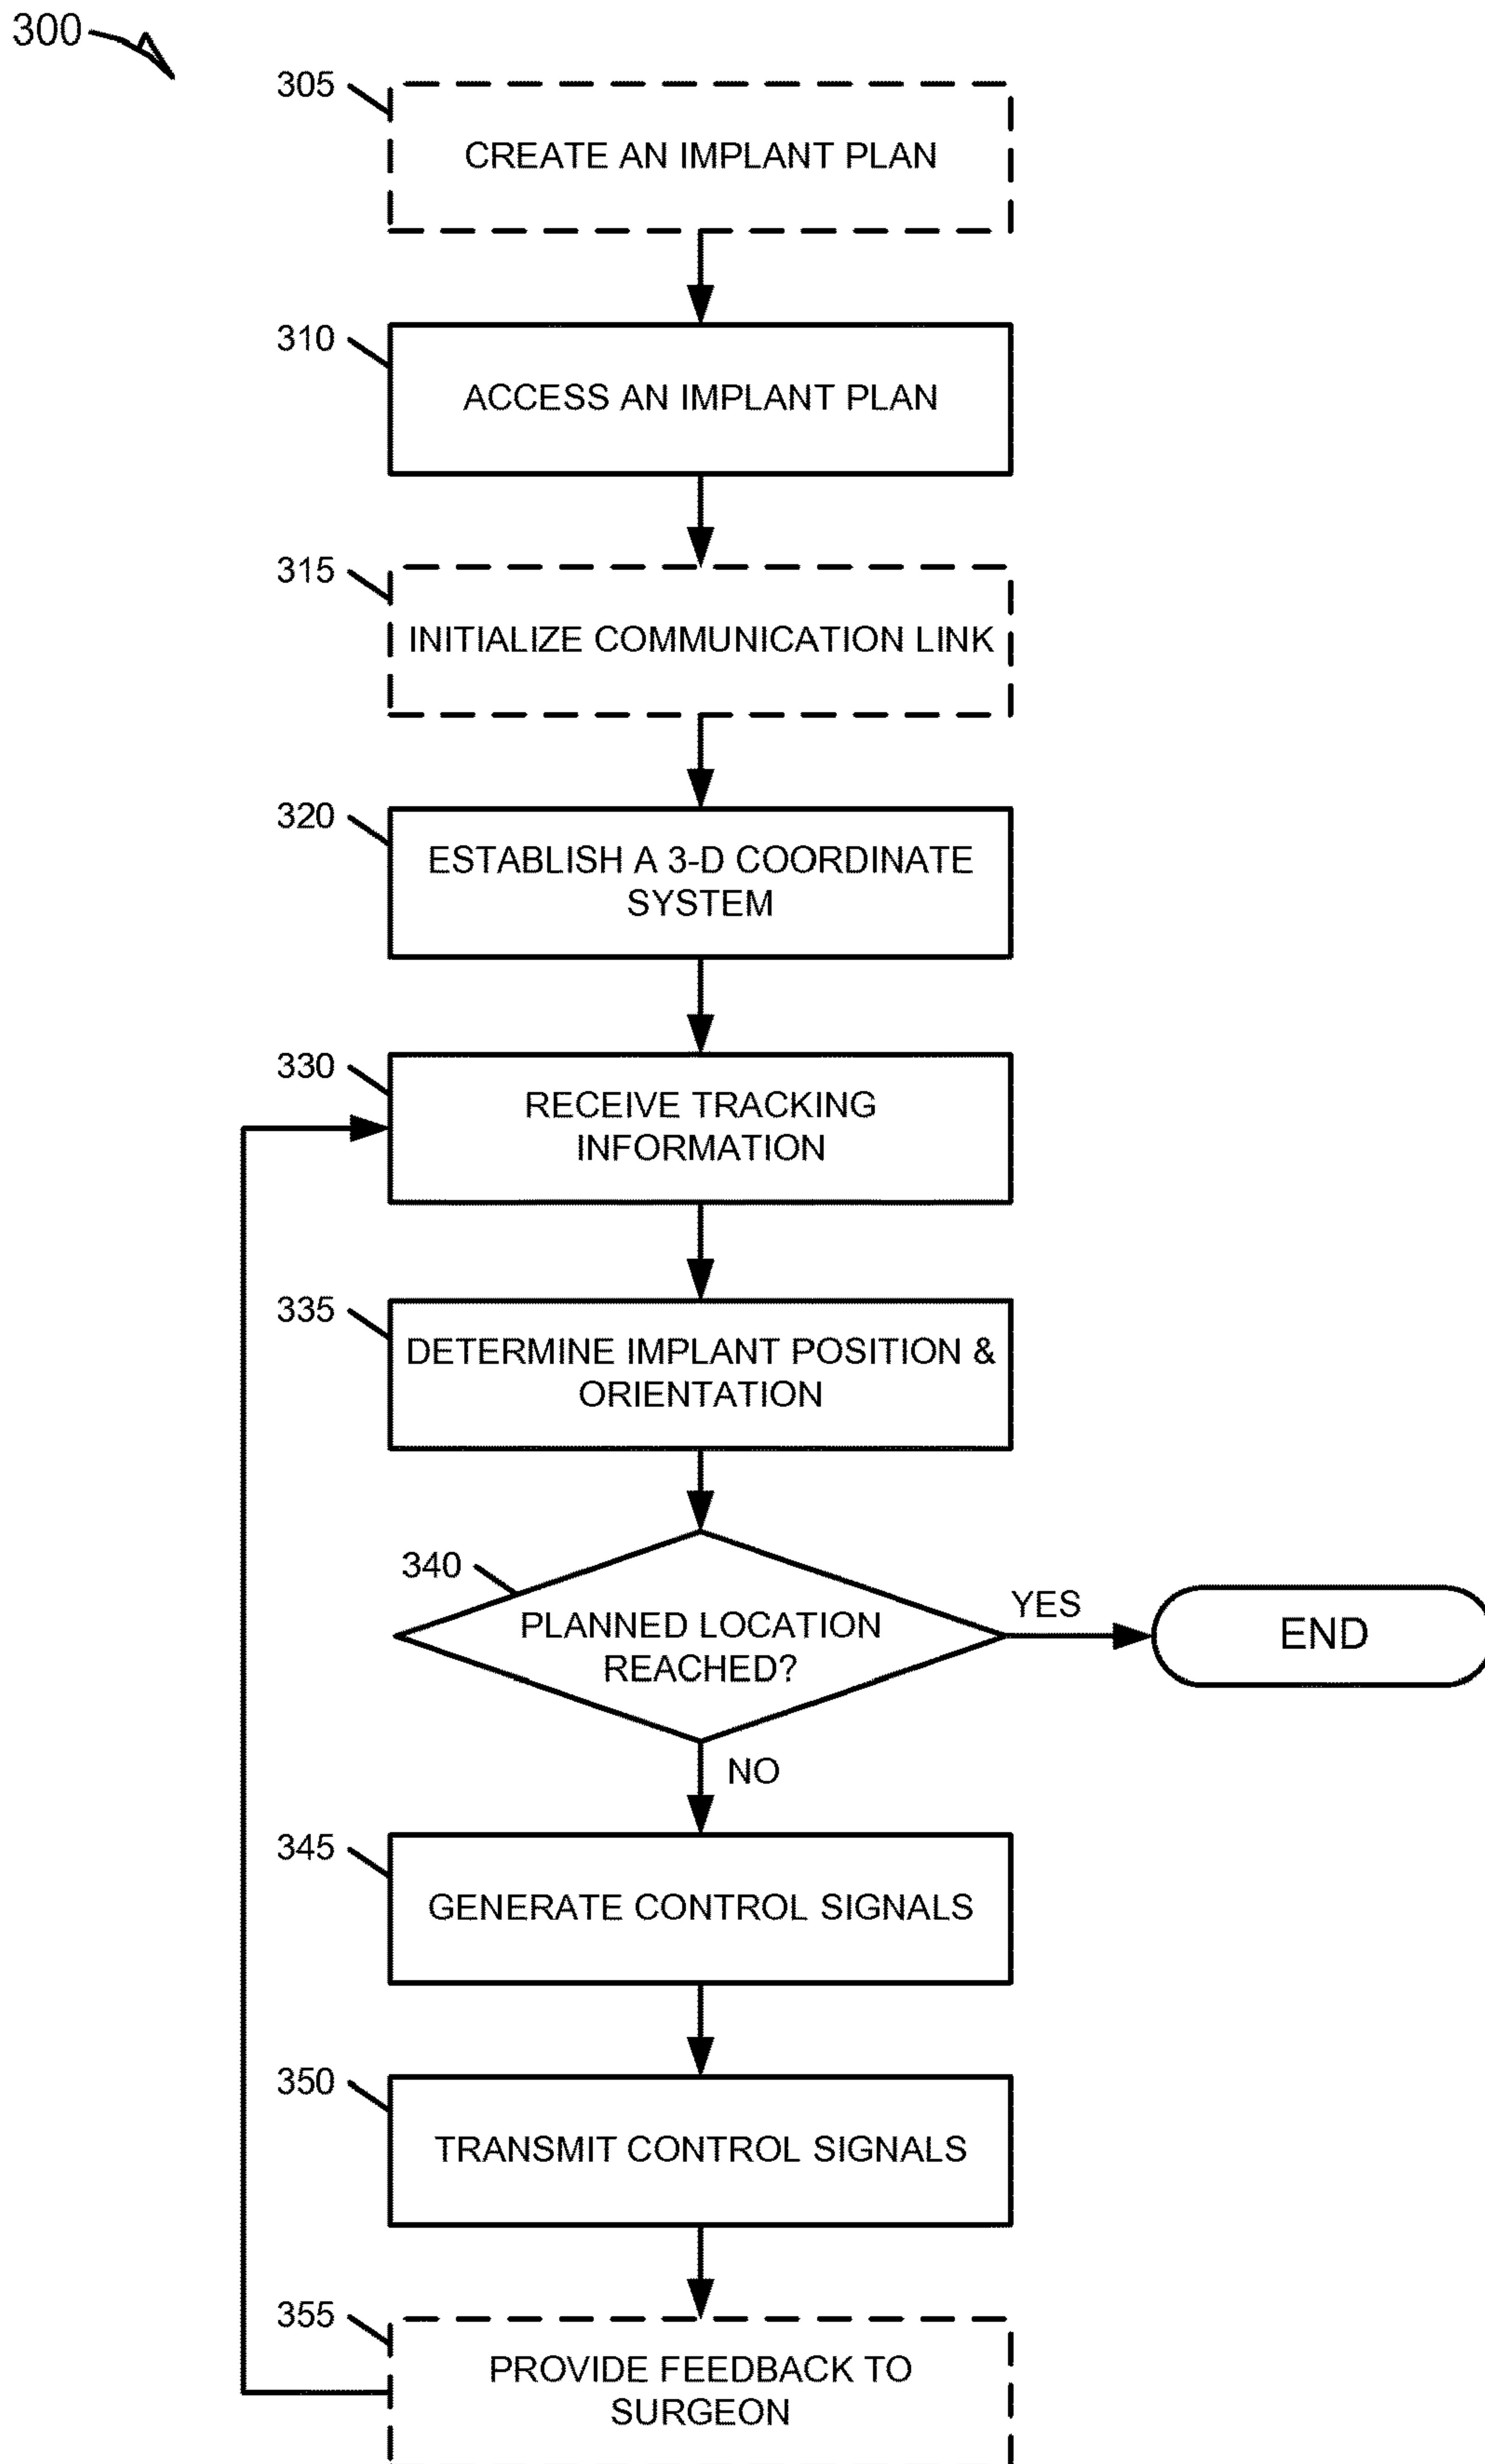 300
305
CREATE AN IMPLANT PLAN
310
ACCESS AN IMPLANT PLAN
315
INITIALIZE COMMUNICATION LINK
320
ESTABLISH A 3-D COORDINATE
SYSTEM
330
RECEIVE TRACKING
INFORMATION
335
DETERMINE IMPLANT POSITION &
ORIENTATION
340
PLANNED LOCATION
REACHED?
YES
END
NO
345
GENERATE CONTROL SIGNALS
350
TRANSMIT CONTROL SIGNALS
355
PROVIDE FEEDBACK TO
SURGEON